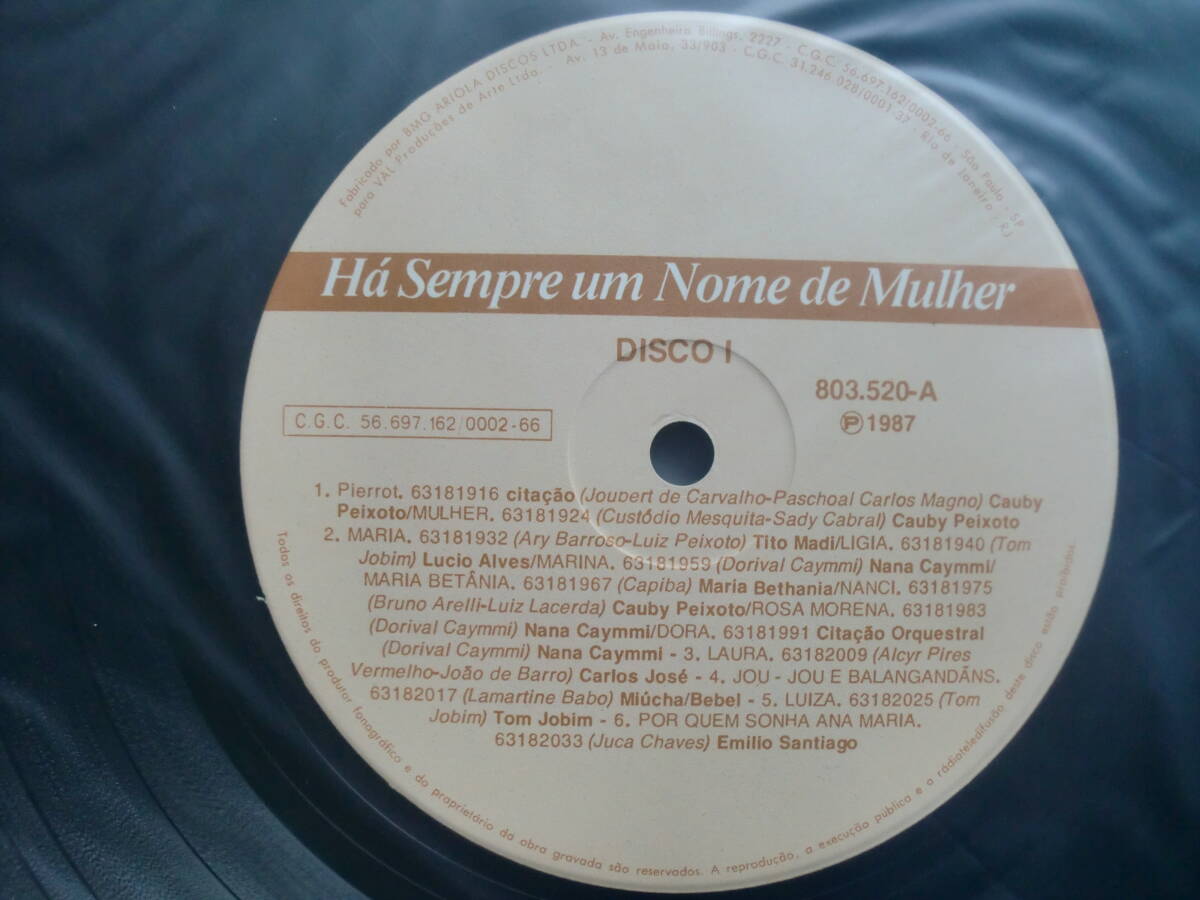 Fabricado por BMG ARIOLA DISCOS LTDA. - Av. Engenheiro Billings, 2227 - C.G.C. 56.697.162/0002-66 - São Paulo - SP
para VAL Produções de Arte Ltda. - Av. 13 de Maio, 33/903 - C.G.C. 31.246.028/0001-37 - Rio de Janeiro - RJ
Há Sempre um Nome de Mulher
DISCO I
803.520-A
Ⓟ 1987
C.G.C. 56.697.162/0002-66
1. Pierrot. 63181916 citação (Joubert de Carvalho-Paschoal Carlos Magno) Cauby
Peixoto/MULHER. 63181924 (Custódio Mesquita-Sady Cabral) Cauby Peixoto
2. MARIA. 63181932 (Ary Barroso-Luiz Peixoto) Tito Madi/LIGIA. 63181940 (Tom
Jobim) Lucio Alves/MARINA. 63181959 (Dorival Caymmi) Nana Caymmi/
MARIA BETÂNIA. 63181967 (Capiba) Maria Bethania/NANCI. 63181975
(Bruno Arelli-Luiz Lacerda) Cauby Peixoto/ROSA MORENA. 63181983
(Dorival Caymmi) Nana Caymmi/DORA. 63181991 Citação Orquestral
(Dorival Caymmi) Nana Caymmi - 3. LAURA. 63182009 (Alcyr Pires
Vermelho-João de Barro) Carlos José - 4. JOU - JOU E BALANGANDÃNS.
63182017 (Lamartine Babo) Miúcha/Bebel - 5. LUIZA. 63182025 (Tom
Jobim) Tom Jobim - 6. POR QUEM SONHA ANA MARIA.
63182033 (Juca Chaves) Emilio Santiago
Todos os direitos do produtor fonográfico e do proprietário da obra gravada são reservados. A reprodução, a execução pública e a rádioteledifusão deste disco estão proibidas.